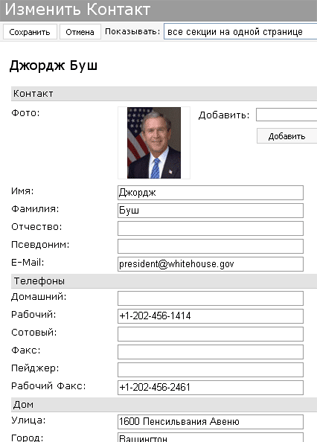 Изменить Контакт
Сохранить Отмена Показывать: все секции на одной странице
Джордж Буш
Контакт
Фото: Добавить:
Добавить
Имя: Джордж
Фамилия: Буш
Отчество:
Псевдоним:
E-Mail: president@whitehouse.gov
Телефоны
Домашний:
Рабочий: +1-202-456-1414
Сотовый:
Факс:
Пейджер:
Рабочий Факс: +1-202-456-2461
Дом
Улица: 1600 Пенсильвания Авеню
Город: Вашингтон